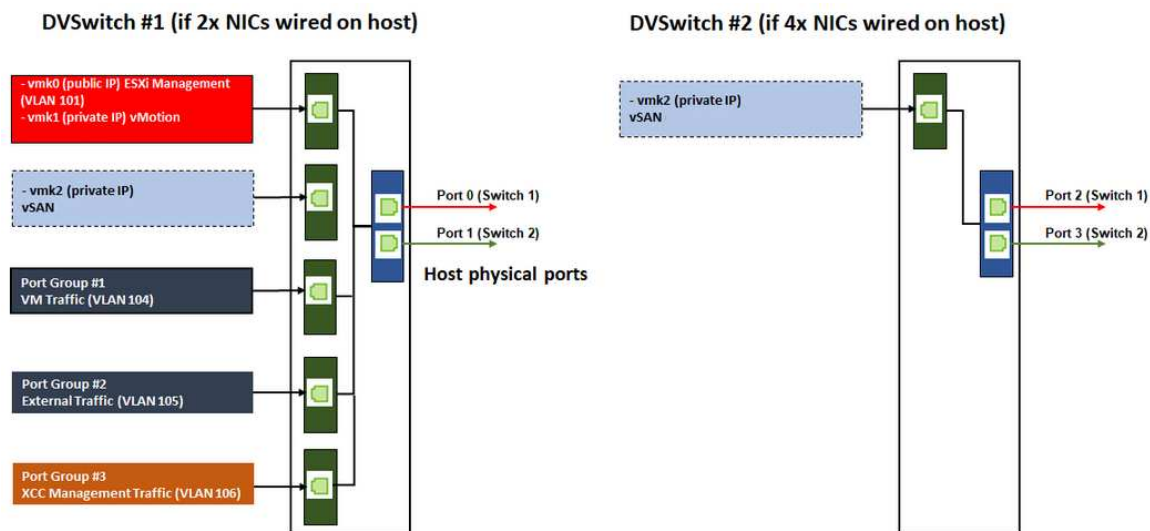 DVSwitch #1 (if 2x NICs wired on host)
- vmk0 (public IP) ESXi Management
(VLAN 101)
- vmk1 (private IP) vMotion
- vmk2 (private IP)
vSAN
Port Group #1
VM Traffic (VLAN 104)
Port Group #2
External Traffic (VLAN 105)
Port Group #3
XCC Management Traffic (VLAN 106)
Port 0 (Switch 1)
Port 1 (Switch 2)
Host physical ports
DVSwitch #2 (if 4x NICs wired on host)
- vmk2 (private IP)
vSAN
Port 2 (Switch 1)
Port 3 (Switch 2)